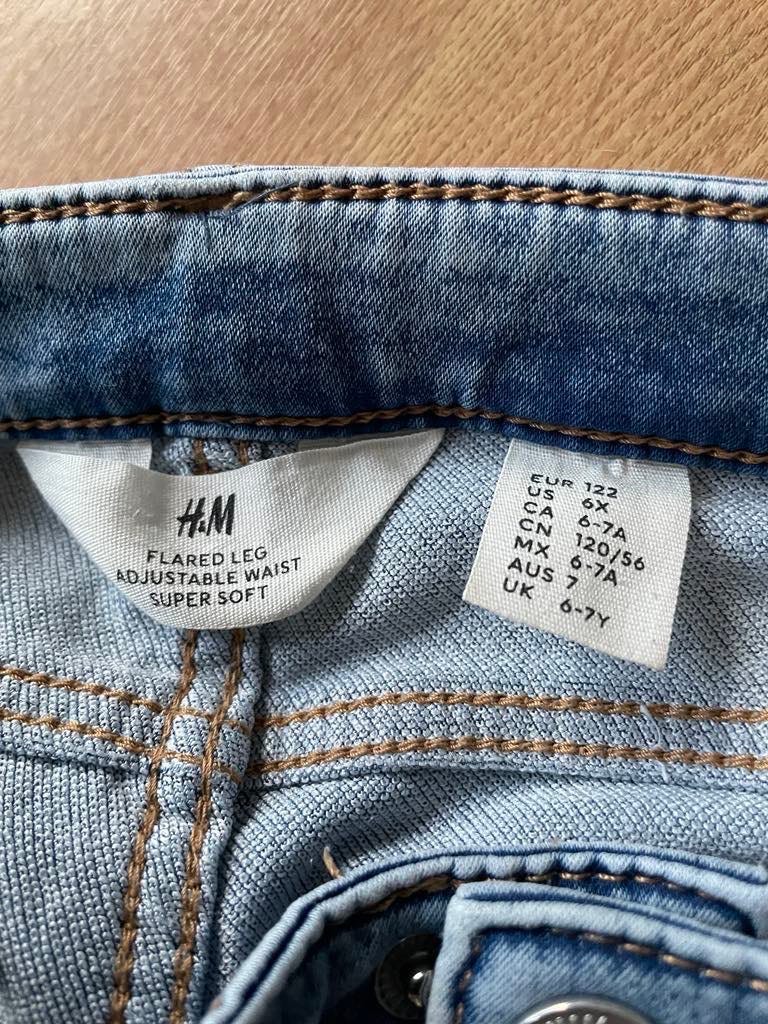 H&M
FLARED LEG
ADJUSTABLE WAIST
SUPER SOFT
EUR 122
US 6X
CA 6-7A
CN 120/56
MX 6-7A
AUS 7
UK 6-7Y